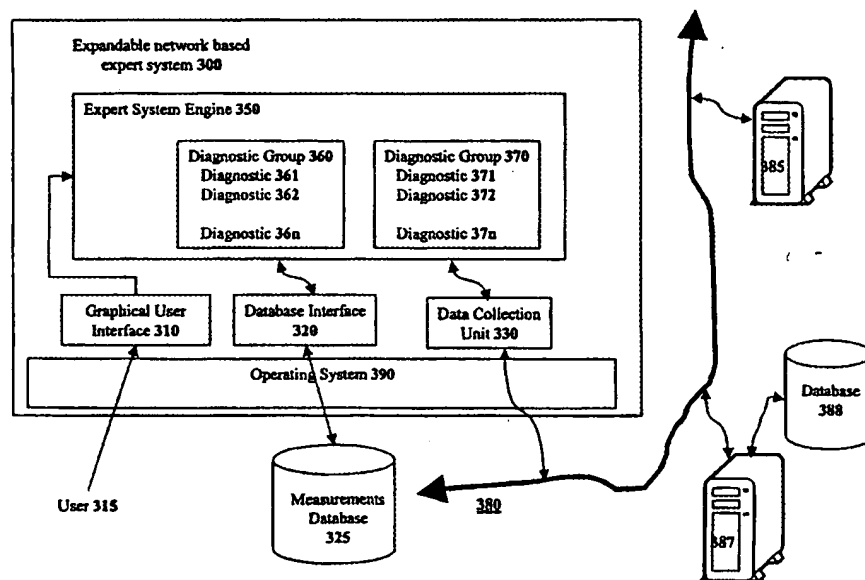 Expandable network based
expert system 300
Expert System Engine 350
Diagnostic Group 360
Diagnostic 361
Diagnostic 362
Diagnostic 36n
Diagnostic Group 370
Diagnostic 371
Diagnostic 372
Diagnostic 37n
385
Graphical User
Interface 310
Database Interface
320
Data Collection
Unit 330
Operating System 390
Database
388
User 315
Measurements
Database
325
380
387